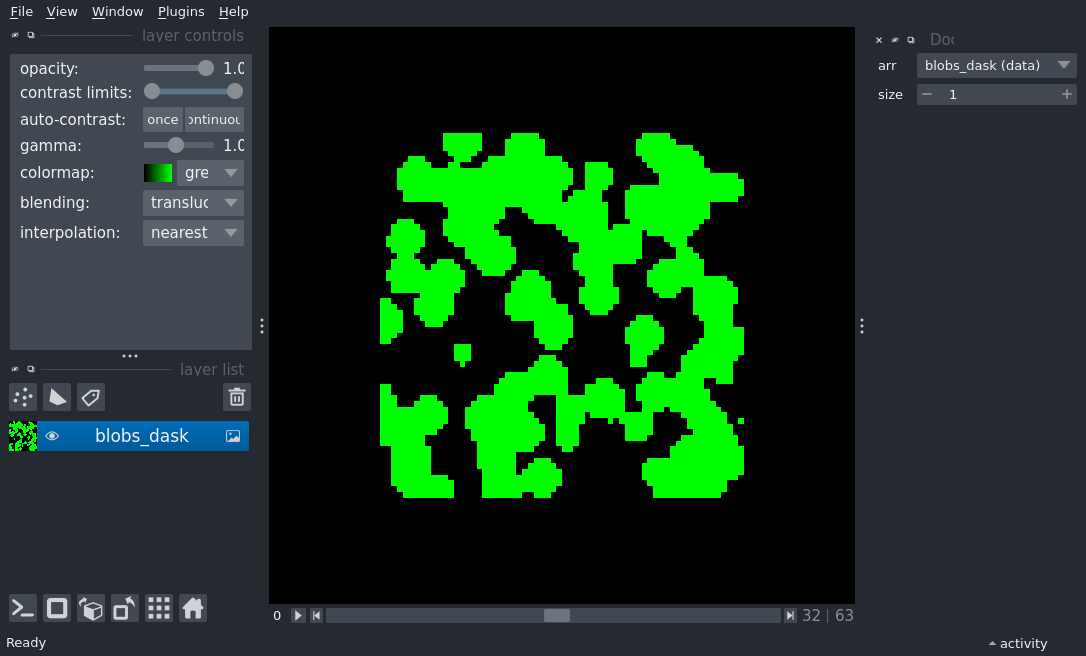 File View Window Plugins Help
layer controls
opacity: 1.0
contrast limits:
auto-contrast: once ontinuou
gamma: 1.0
colormap: gre
blending: transluc
interpolation: nearest
layer list
blobs_dask
0 32 | 63
Ready
Doc
arr blobs_dask (data)
size 1
activity